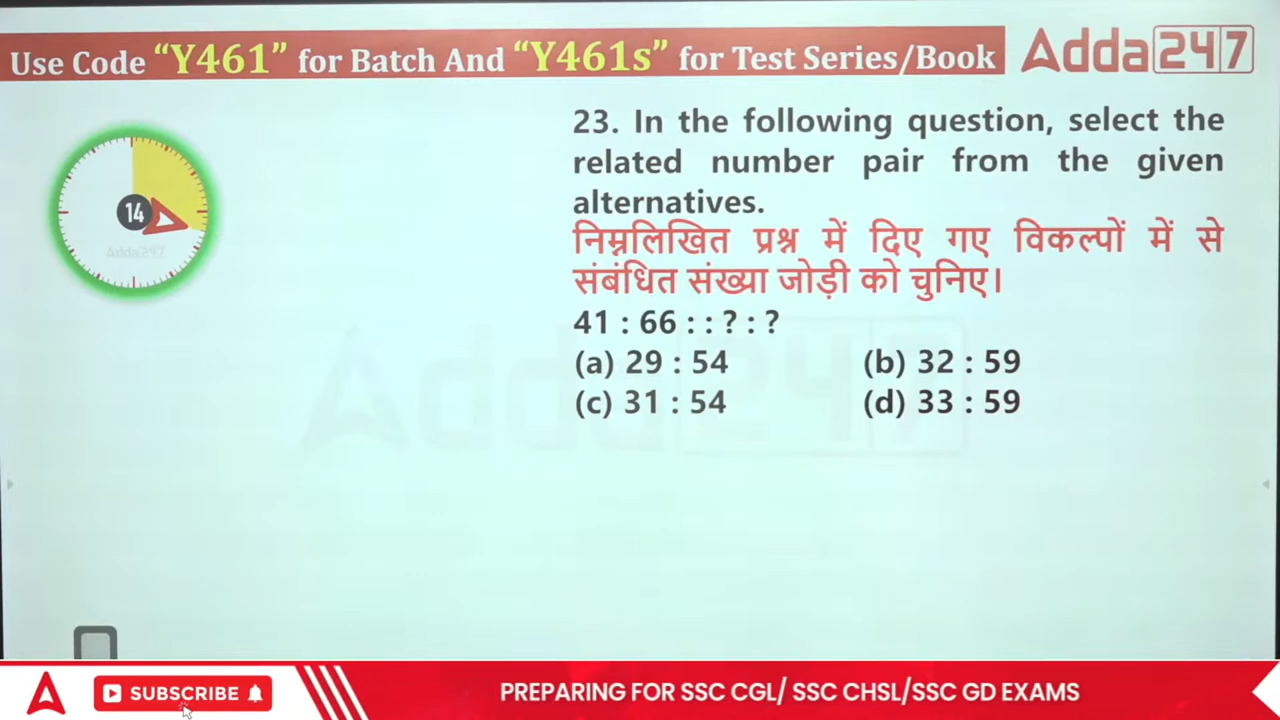 Use Code “Y461” for Batch And “Y461s” for Test Series/Book
Adda247
23. In the following question, select the
related number pair from the given
alternatives.
निम्नलिखित प्रश्न में दिए गए विकल्पों में से
संबंधित संख्या जोड़ी को चुनिए।
41 : 66 : : ? : ?
(a) 29 : 54 (b) 32 : 59
(c) 31 : 54 (d) 33 : 59
14
Adda247
Adda247
SUBSCRIBE
PREPARING FOR SSC CGL/ SSC CHSL/SSC GD EXAMS